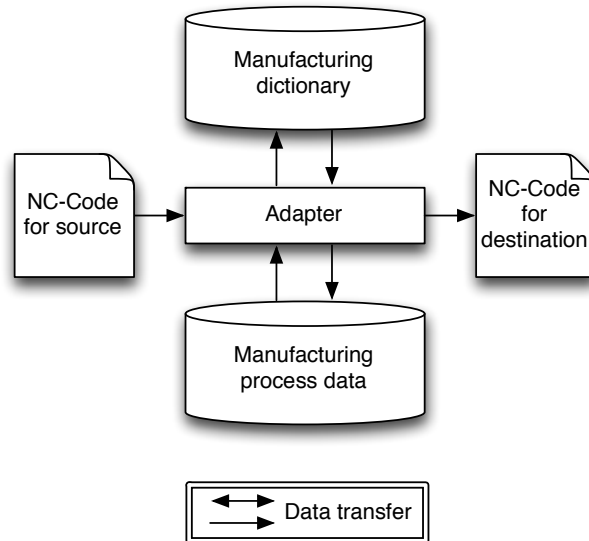 Manufacturing
dictionary
NC-Code
for source
Adapter
NC-Code
for
destination
Manufacturing
process data
Data transfer